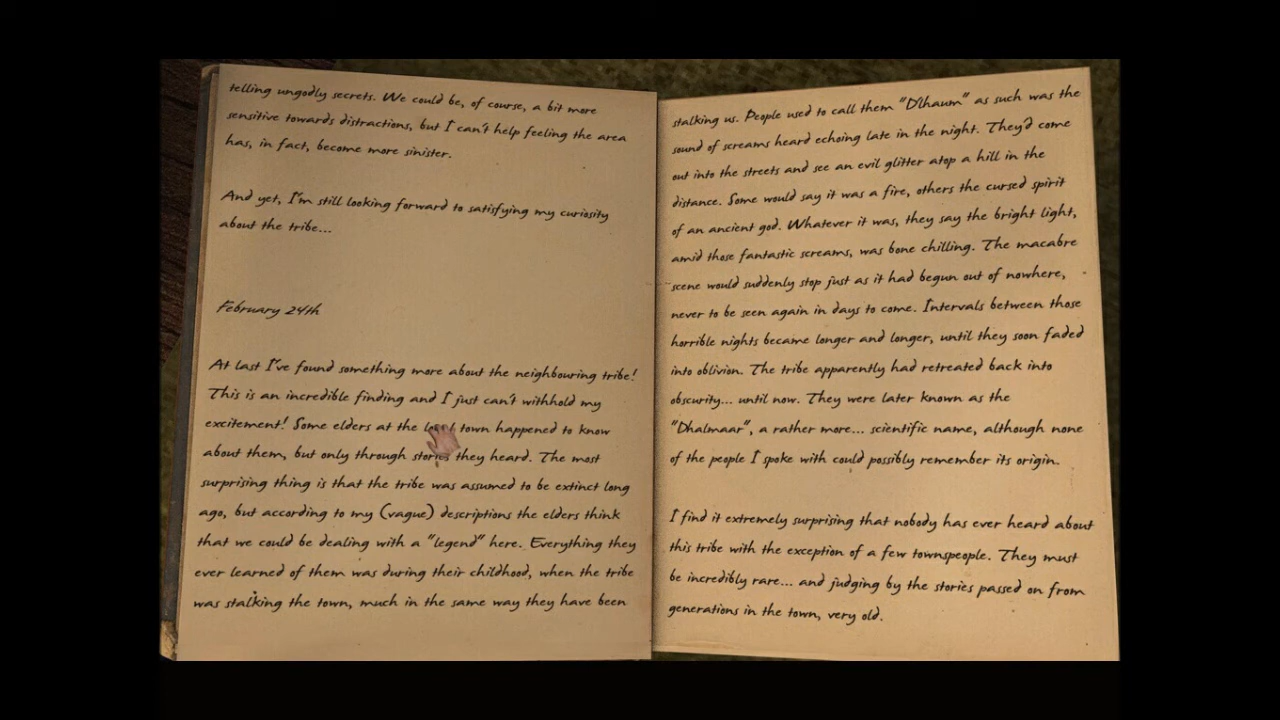 telling ungodly secrets. We could be, of course, a bit more
sensitive towards distractions, but I can't help feeling the area
has, in fact, become more sinister.
And yet, I'm still looking forward to satisfying my curiosity
about the tribe...
February 24th
At last I've found something more about the neighbouring tribe!
This is an incredible finding and I just can't withhold my
excitement! Some elders at the town happened to know
about them, but only through stories they heard. The most
surprising thing is that the tribe was assumed to be extinct long
ago, but according to my (vague) descriptions the elders think
that we could be dealing with a "legend" here. Everything they
ever learned of them was during their childhood, when the tribe
was stalking the town, much in the same way they have been
stalking us. People used to call them "D'lhaum" as such was the
sound of screams heard echoing late in the night. They'd come
out into the streets and see an evil glitter atop a hill in the
distance. Some would say it was a fire, others the cursed spirit
of an ancient god. Whatever it was, they say the bright light,
amid those fantastic screams, was bone chilling. The macabre
scene would suddenly stop just as it had begun out of nowhere,
never to be seen again in days to come. Intervals between those
horrible nights became longer and longer, until they soon faded
into oblivion. The tribe apparently had retreated back into
obscurity... until now. They were later known as the
"Dhalmaar", a rather more... scientific name, although none
of the people I spoke with could possibly remember its origin.
I find it extremely surprising that nobody has ever heard about
this tribe with the exception of a few townspeople. They must
be incredibly rare... and judging by the stories passed on from
generations in the town, very old.